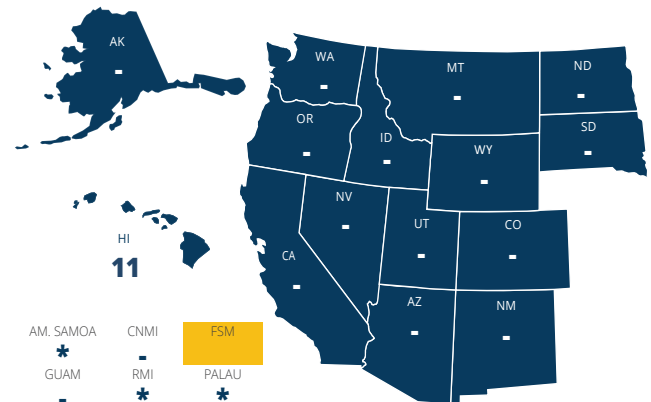 AK
-
WA
-
MT
-
ND
-
OR
-
ID
-
SD
-
WY
-
NV
-
UT
-
CO
-
HI
11
CA
-
AZ
-
NM
-
AM. SAMOA CNMI FSM
* -
GUAM RMI PALAU
- * *